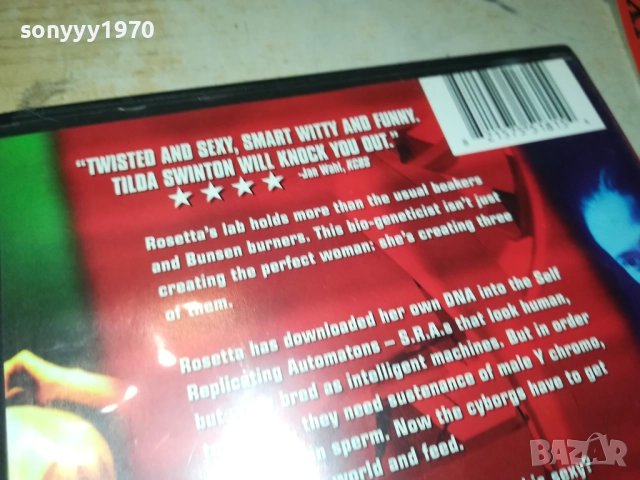 sonyyy1970
"TWISTED AND SEXY, SMART WITTY AND FUNNY.
TILDA SWINTON WILL KNOCK YOU OUT."
-Jan Wahl, KCBS
Rosetta's lab holds more than the usual beakers
and Bunsen burners. This bio-geneticist isn't just
creating the perfect woman: she's creating three
of them.
Rosetta has downloaded her own DNA into the Self
Replicating Automatons – S.R.A.s that look human,
but bred as intelligent machines. But in order
they need sustenance of male Y chromo,
sperm. Now the cyborgs have to get
world and feed.
sexy?
BAZAR